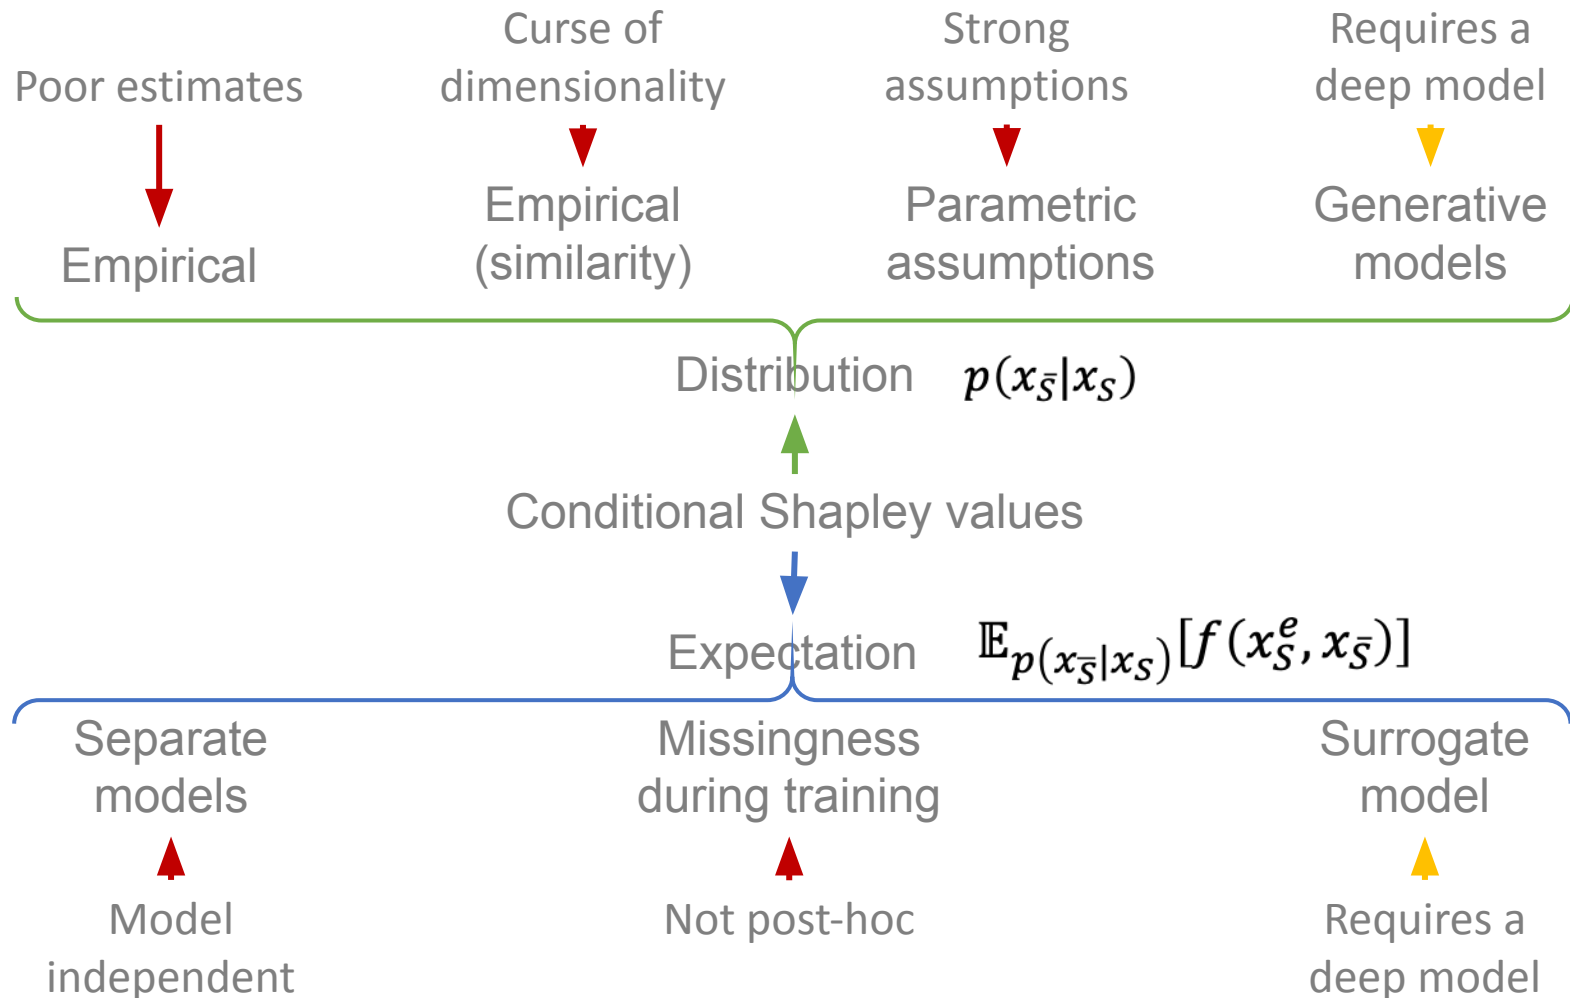 Poor estimates
Curse of
dimensionality
Strong
assumptions
Requires a
deep model
Empirical
Empirical
(similarity)
Parametric
assumptions
Generative
models
Distribution p(x_S̄|x_S)
Conditional Shapley values
Expectation 𝔼_p(x_S̄|x_S)[f(x_S^e, x_S̄)]
Separate
models
Missingness
during training
Surrogate
model
Model
independent
Not post-hoc
Requires a
deep model